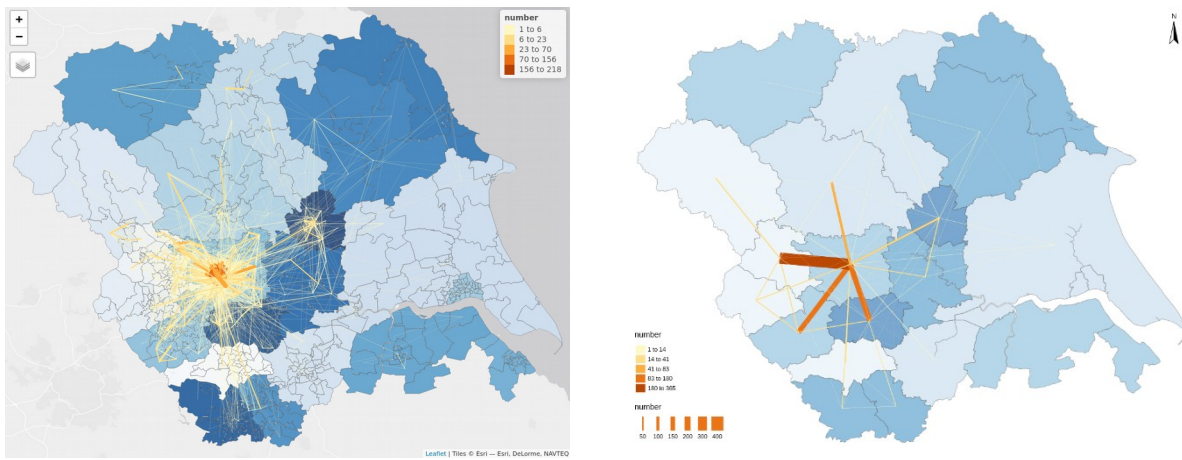 +
−
number
1 to 6
6 to 23
23 to 70
70 to 156
156 to 218
Leaflet | Tiles © Esri — Esri, DeLorme, NAVTEQ
N
number
1 to 14
14 to 41
41 to 83
83 to 180
180 to 365
number
50 100 150 200 300 400